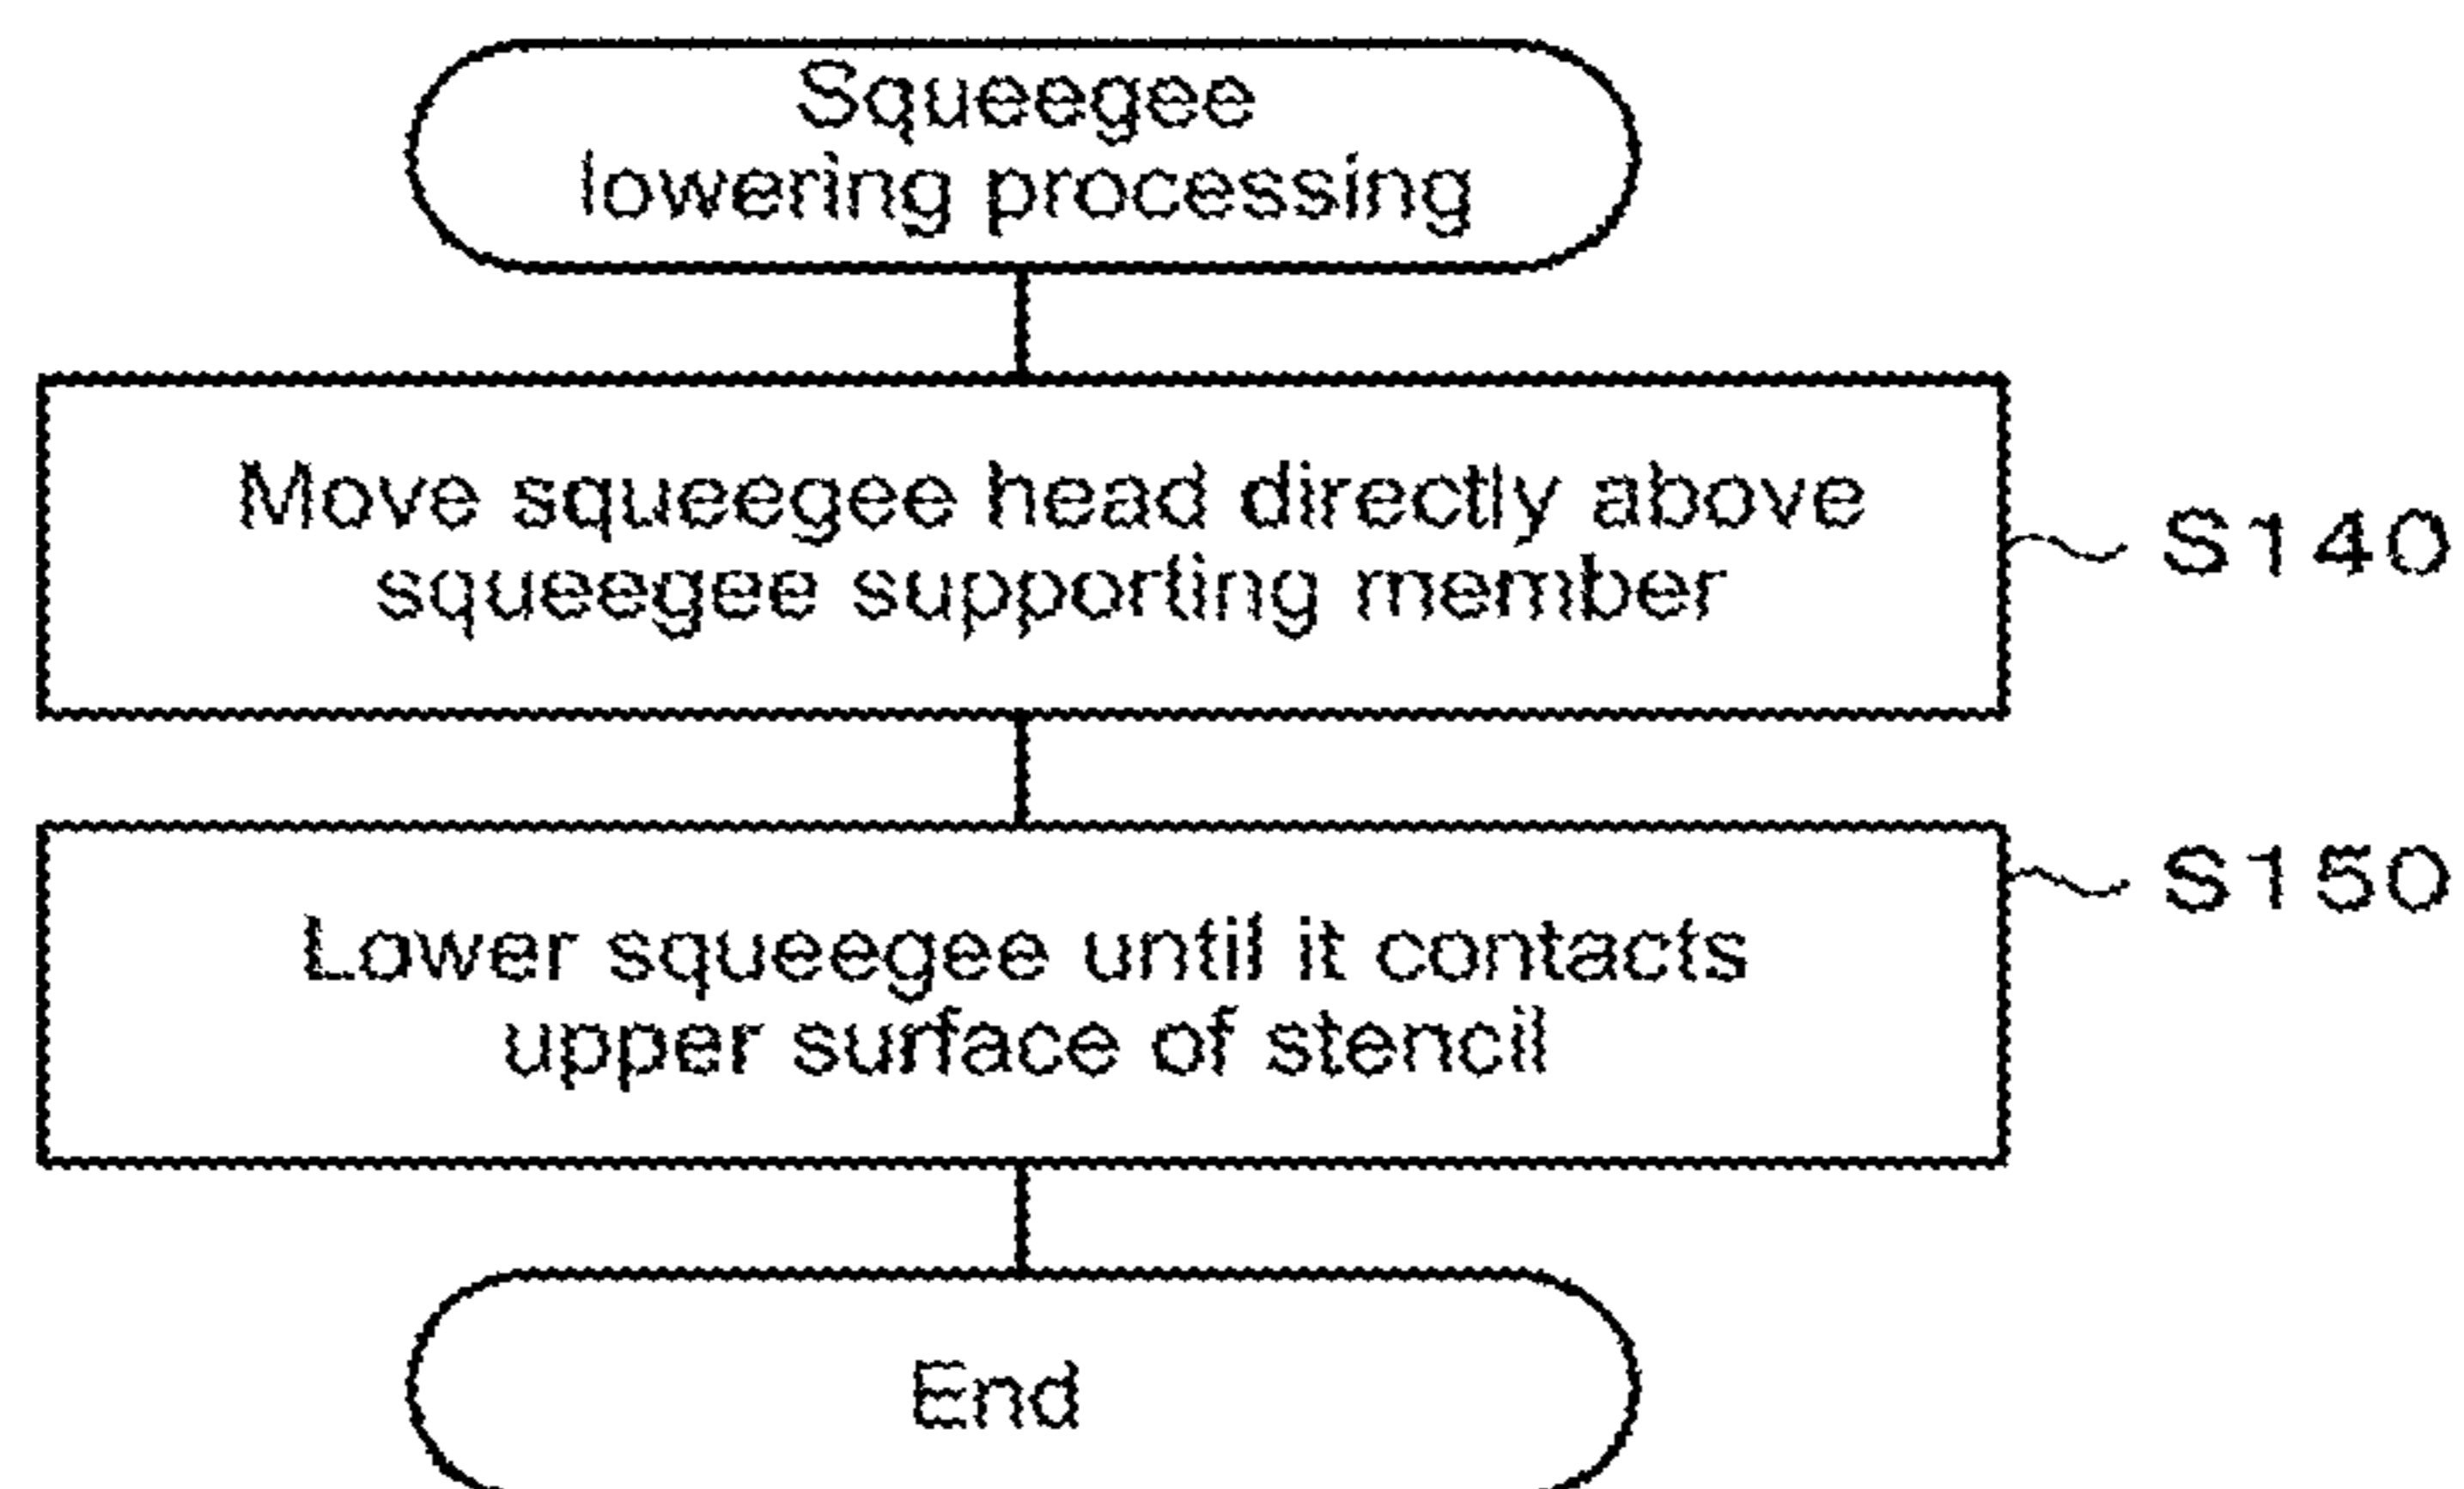 Squeegee
lowering processing
Move squeegee head directly above
squeegee supporting member
S140
Lower squeegee until it contacts
upper surface of stencil
S150
End